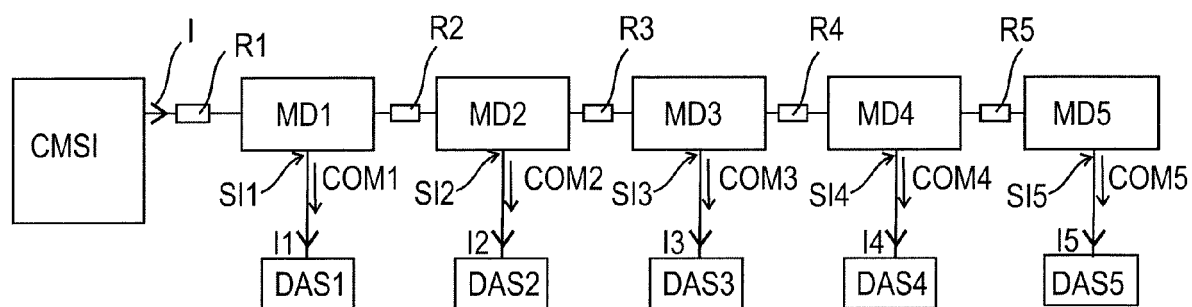 I R1 R2 R3 R4 R5
CMSI MD1 MD2 MD3 MD4 MD5
SI1 COM1 SI2 COM2 SI3 COM3 SI4 COM4 SI5 COM5
I1 I2 I3 I4 I5
DAS1 DAS2 DAS3 DAS4 DAS5